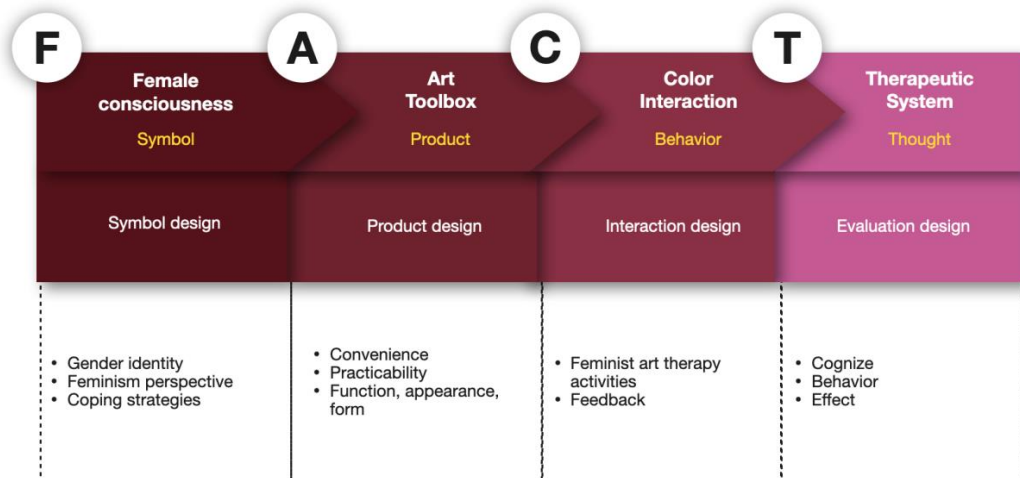 F
A
C
T
Female
consciousness
Symbol
Art
Toolbox
Product
Color
Interaction
Behavior
Therapeutic
System
Thought
Symbol design
Product design
Interaction design
Evaluation design
• Gender identity
• Feminism perspective
• Coping strategies
• Convenience
• Practicability
• Function, appearance,
form
• Feminist art therapy
activities
• Feedback
• Cognize
• Behavior
• Effect